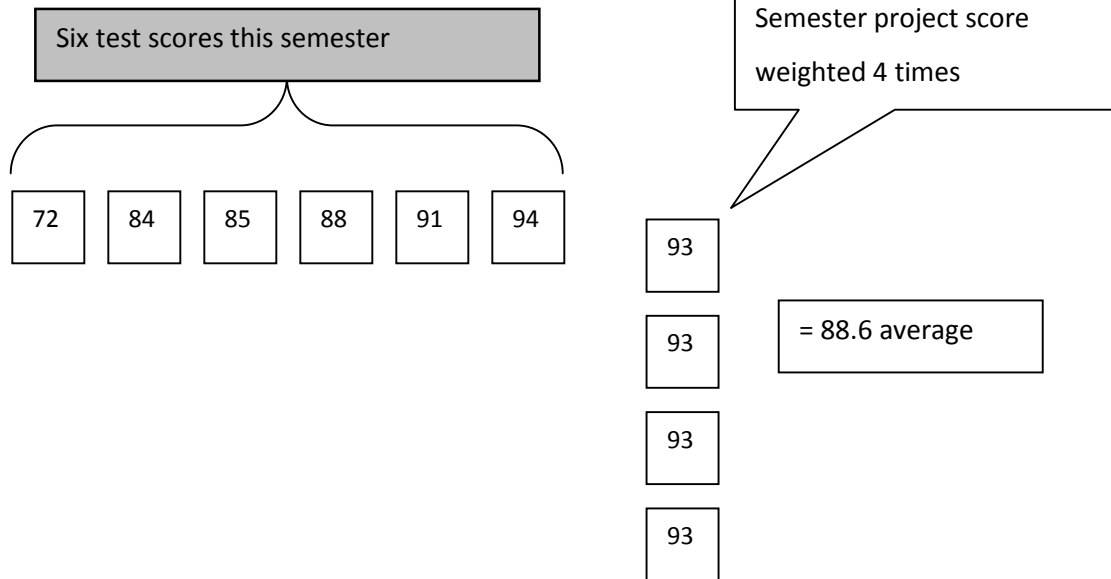 Six test scores this semester
Semester project score
weighted 4 times
72 84 85 88 91 94
93
= 88.6 average
93
93
93